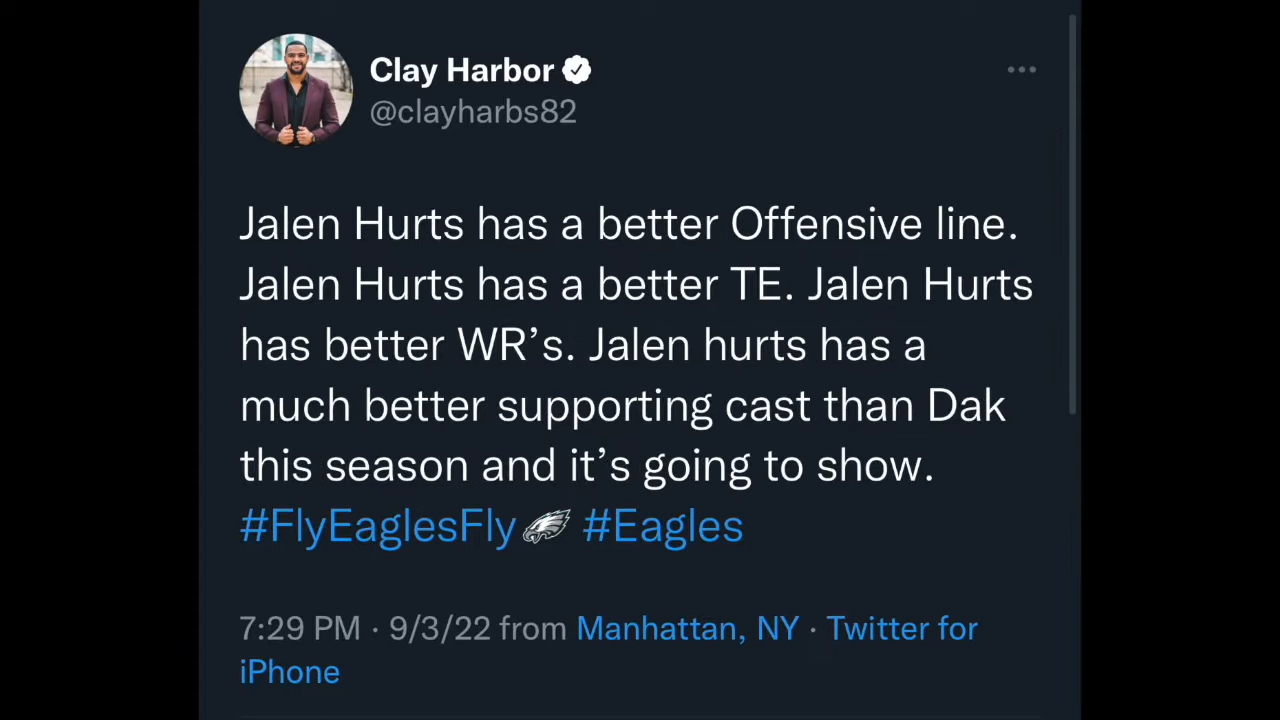 Clay Harbor
@clayharbs82
Jalen Hurts has a better Offensive line.
Jalen Hurts has a better TE. Jalen Hurts
has better WR’s. Jalen hurts has a
much better supporting cast than Dak
this season and it’s going to show.
#FlyEaglesFly #Eagles
7:29 PM · 9/3/22 from Manhattan, NY · Twitter for
iPhone